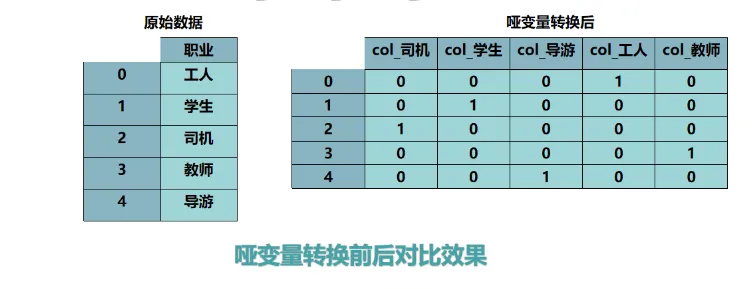 原始数据
职业
0 工人
1 学生
2 司机
3 教师
4 导游
哑变量转换后
col_司机 col_学生 col_导游 col_工人 col_教师
0 0 0 0 1 0
1 0 1 0 0 0
2 1 0 0 0 0
3 0 0 0 0 1
4 0 0 1 0 0
哑变量转换前后对比效果